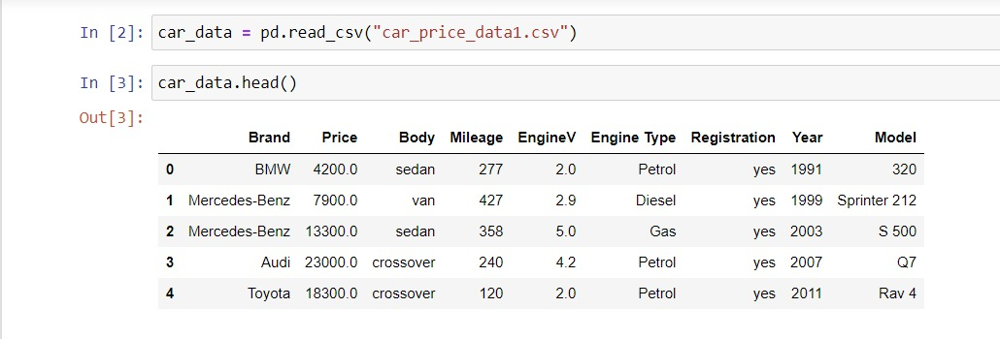 In [2]: car_data = pd.read_csv("car_price_data1.csv")
In [3]: car_data.head()
Out[3]:
Brand Price Body Mileage EngineV Engine Type Registration Year Model
0 BMW 4200.0 sedan 277 2.0 Petrol yes 1991 320
1 Mercedes-Benz 7900.0 van 427 2.9 Diesel yes 1999 Sprinter 212
2 Mercedes-Benz 13300.0 sedan 358 5.0 Gas yes 2003 S 500
3 Audi 23000.0 crossover 240 4.2 Petrol yes 2007 Q7
4 Toyota 18300.0 crossover 120 2.0 Petrol yes 2011 Rav 4